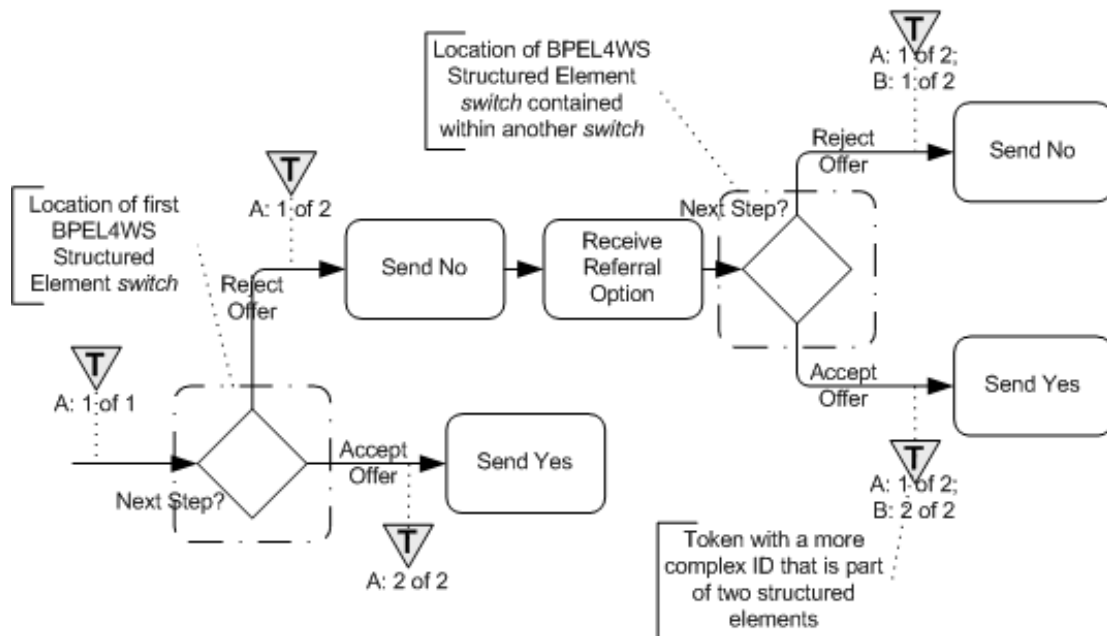 T
A: 1 of 2;
B: 1 of 2
Location of BPEL4WS
Structured Element
switch contained
within another switch
Reject
Offer
Send No
T
A: 1 of 2
Location of first
BPEL4WS
Structured
Element switch
Next Step?
Reject
Offer
Send No
Receive
Referral
Option
T
A: 1 of 1
Accept
Offer
Send Yes
Accept
Offer
Send Yes
Next Step?
T
A: 2 of 2
T
A: 1 of 2;
B: 2 of 2
Token with a more
complex ID that is part
of two structured
elements